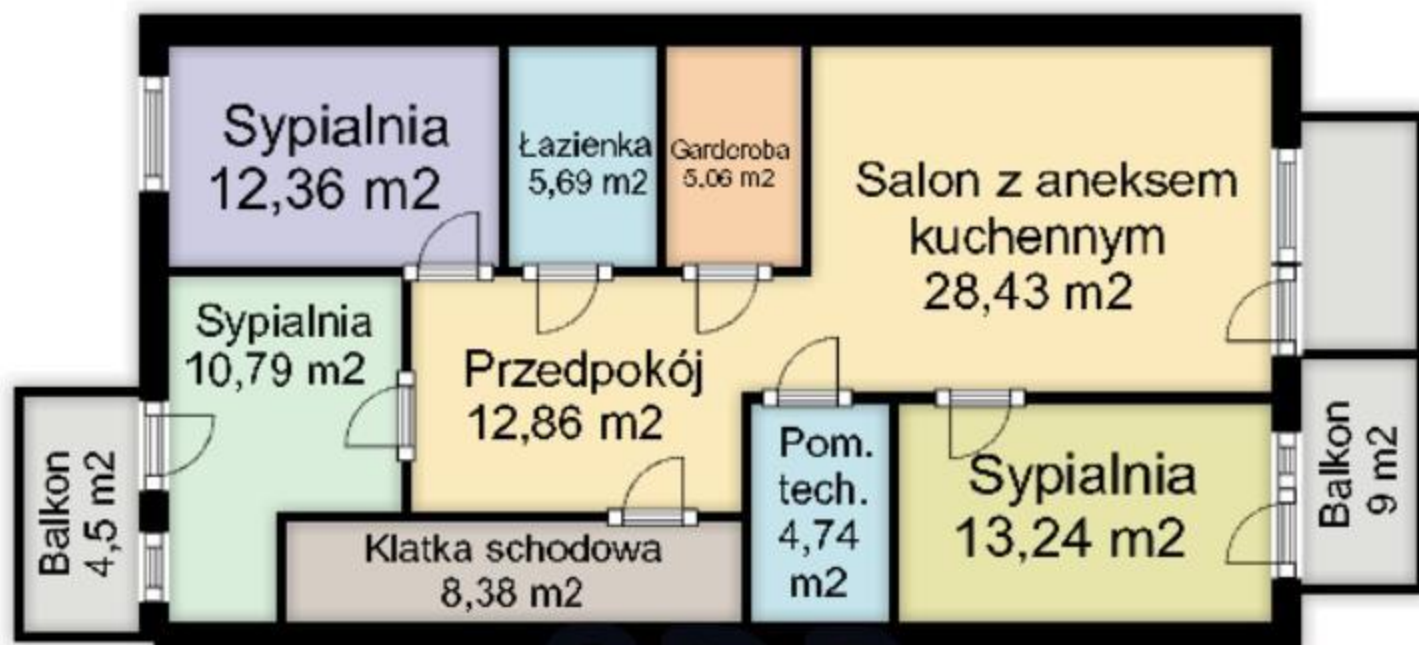 Sypialnia
12,36 m2
Łazienka
5,69 m2
Garderoba
5,06 m2
Salon z aneksem
kuchennym
28,43 m2
Sypialnia
10,79 m2
Przedpokój
12,86 m2
Pom.
tech.
4,74
m2
Sypialnia
13,24 m2
Klatka schodowa
8,38 m2
Balkon
4,5 m2
Balkon
9 m2